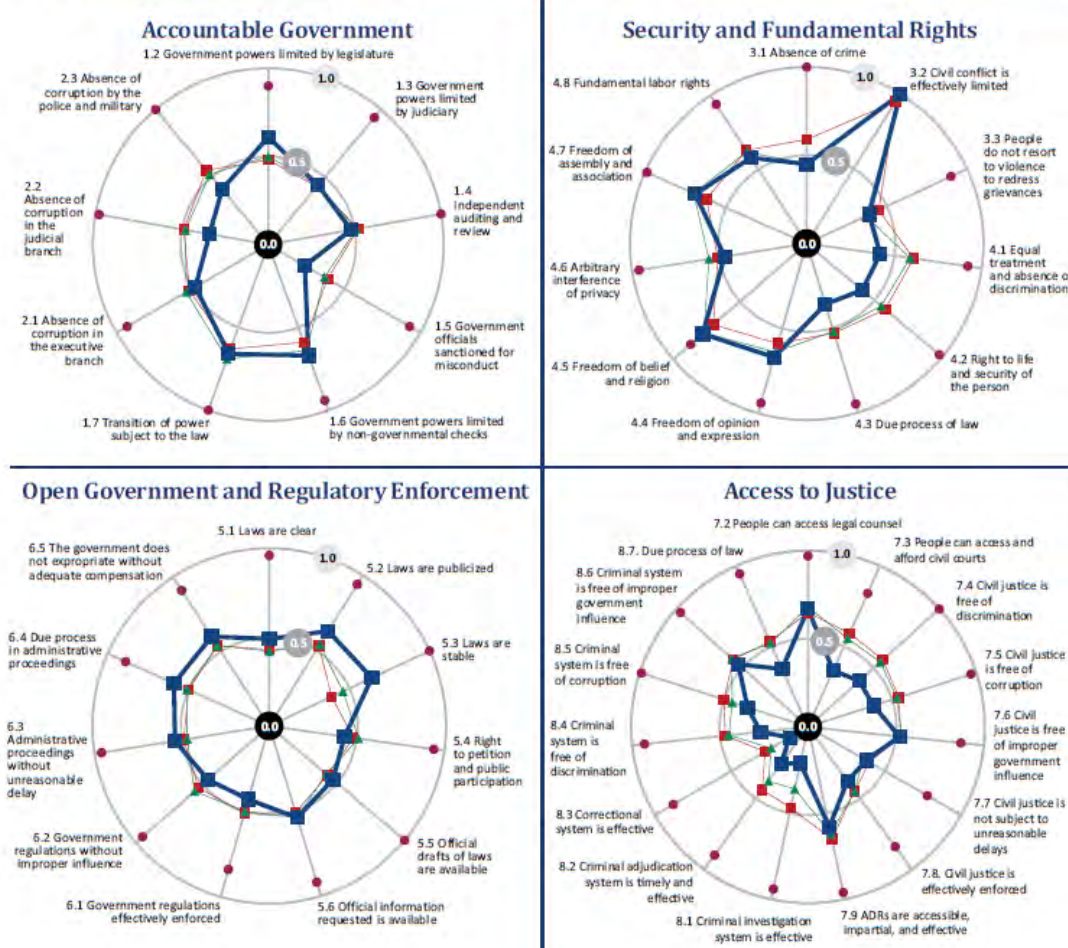 Accountable Government
1.2 Government powers limited by legislature
1.0
2.3 Absence of
corruption by the
police and military
1.3 Government
powers limited
by judiciary
0.5
2.2
Absence of
corruption
in the
judicial
branch
1.4
Independent
auditing and
review
0.0
2.1 Absence of
corruption in
the executive
branch
1.5 Government
officials
sanctioned for
misconduct
1.7 Transition of power
subject to the law
1.6 Government powers limited
by non-governmental checks
Security and Fundamental Rights
3.1 Absence of crime
1.0
4.8 Fundamental labor rights
3.2 Civil conflict is
effectively limited
4.7 Freedom of
assembly and
association
0.5
3.3 People
do not resort
to violence
to redress
grievances
0.0
4.6 Arbitrary
interference
of privacy
4.1 Equal
treatment
and absence o
discrimination
4.5 Freedom of belief
and religion
4.2 Right to life
and security of
the person
4.4 Freedom of opinion
and expression
4.3 Due process of law
Open Government and Regulatory Enforcement
5.1 Laws are clear
1.0
6.5 The government does
not expropriate without
adequate compensation
5.2 Laws are publicized
6.4 Due process
in administrative
proceedings
0.5
5.3 Laws are
stable
0.0
6.3
Administrative
proceedings
without
unreasonable
delay
5.4 Right
to petition
and public
participation
6.2 Government
regulations without
improper influence
5.5 Official
drafts of laws
are available
6.1 Government regulations
effectively enforced
5.6 Official information
requested is available
Access to Justice
7.2 People can access legal counsel
1.0
8.7. Due process of law
7.3 People can access and
afford civil courts
8.6 Criminal system
is free of improper
government
influence
7.4 Civil justice is
free of
discrimination
0.5
8.5 Criminal
system is free
of corruption
7.5 Civil justice
is free of
corruption
0.0
8.4 Criminal
system is
free of
discrimination
7.6 Civil
justice is free
of improper
government
influence
8.3 Correctional
system is effective
7.7 Civil justice is
not subject to
unreasonable
delays
8.2 Criminal adjudication
system is timely and
effective
7.8. Civil justice is
effectively enforced
8.1 Criminal investigation
system is effective
7.9 ADRs are accessible,
impartial, and effective